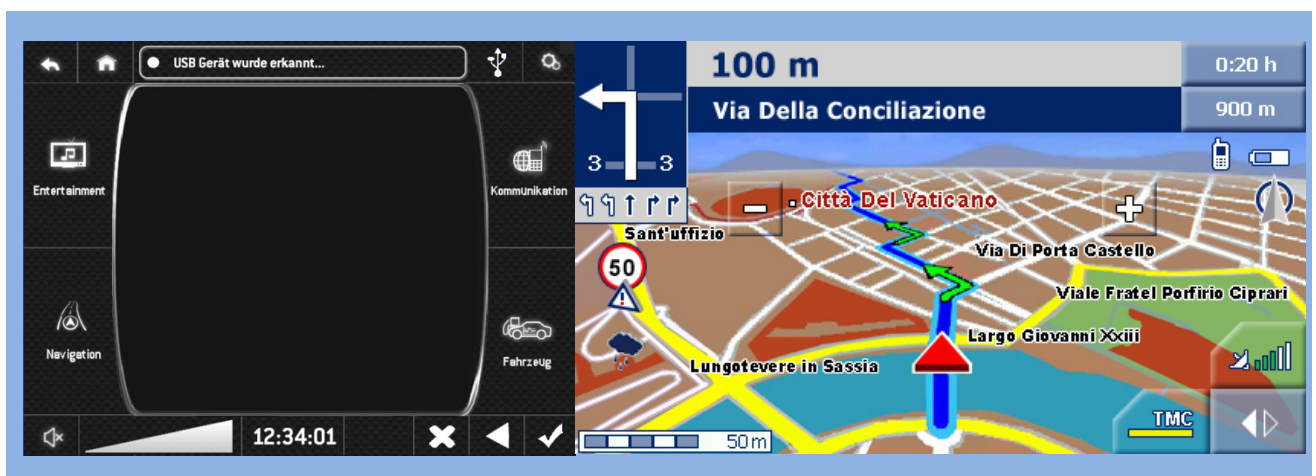 USB Gerät wurde erkannt...
Entertainment
Kommunikation
Navigation
Fahrzeug
12:34:01
100 m
0:20 h
Via Della Conciliazione
900 m
3 3
Città Del Vaticano
Sant'uffizio
Via Di Porta Castello
50
Viale Fratel Porfirio Ciprari
Largo Giovanni Xxiii
Lungotevere in Sassia
TMC
50m